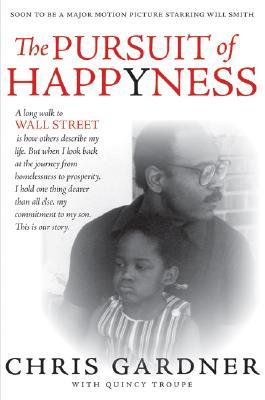 SOON TO BE A MAJOR MOTION PICTURE STARRING WILL SMITH
The PURSUIT of
HAPPYNESS
A long walk to
WALL STREET
is how others describe my
life. But when I look back
at the journey from
homelessness to prosperity,
I hold one thing dearer
than all else, my
commitment to my son.
This is our story.
CHRIS GARDNER
WITH QUINCY TROUPE